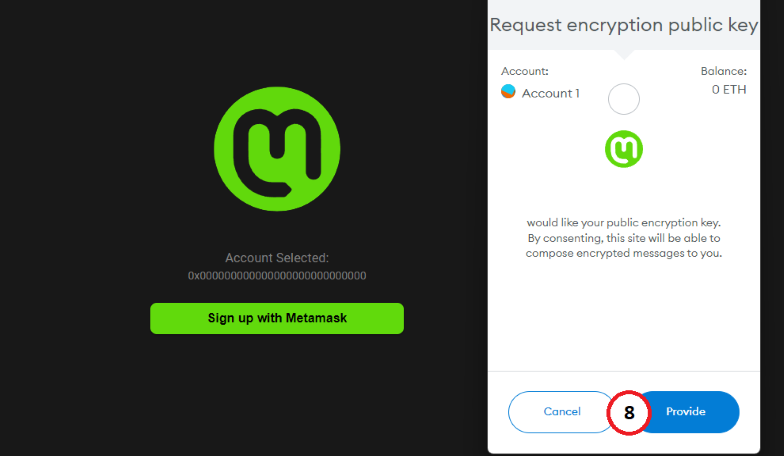 Request encryption public key
Account:
Balance:
Account 1
0 ETH
would like your public encryption key.
By consenting, this site will be able to
compose encrypted messages to you.
Account Selected:
0x000000000000000000000000000
Sign up with Metamask
Cancel
8
Provide